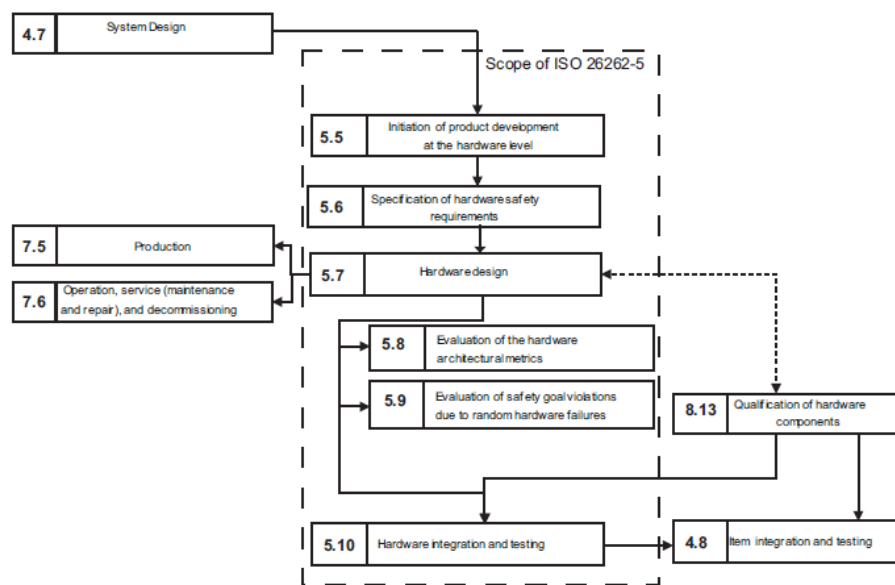 4.7 System Design
Scope of ISO 26262-5
5.5 Initiation of product development
at the hardware level
5.6 Specification of hardware safety
requirements
7.5 Production
5.7 Hardware design
7.6 Operation, service (maintenance
and repair), and decommissioning
5.8 Evaluation of the hardware
architectural metrics
5.9 Evaluation of safety goal violations
due to random hardware failures
8.13 Qualification of hardware
components
5.10 Hardware integration and testing
4.8 Item integration and testing